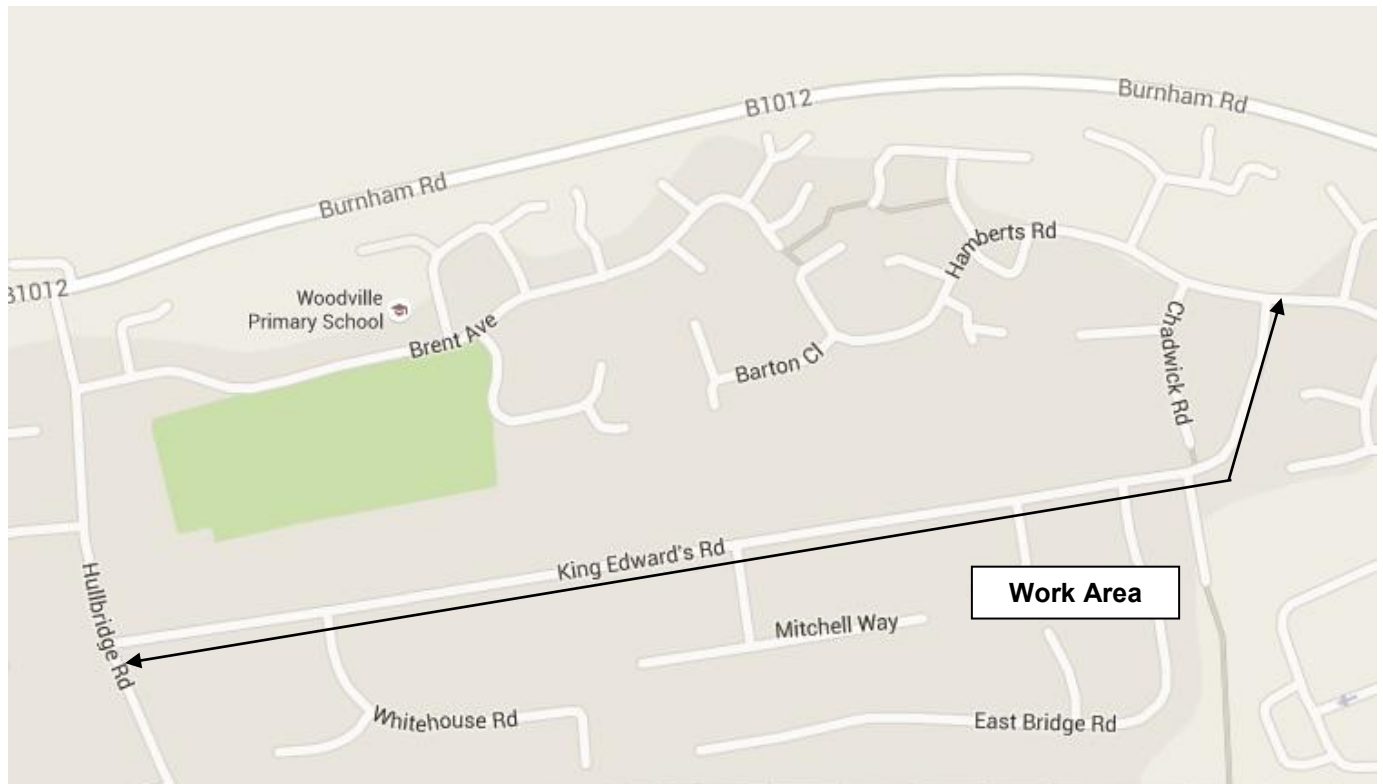 Burnham Rd
B1012
Burnham Rd
B1012
Hamberts Rd
Woodville
Primary School
Chadwick Rd
Brent Ave
Barton Cl
King Edward's Rd
Work Area
Hullbridge Rd
Mitchell Way
Whitehouse Rd
East Bridge Rd